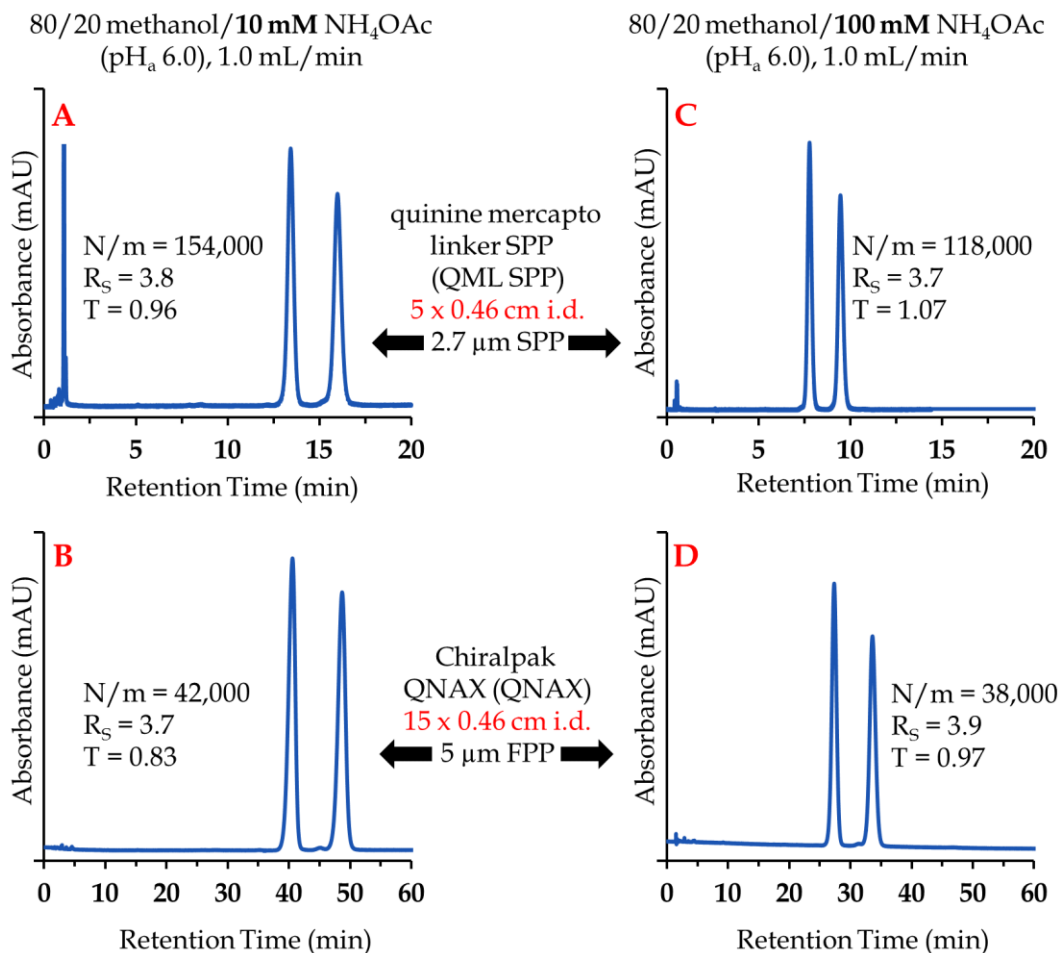 80/20 methanol/10 mM NH₄OAc
(pHₐ 6.0), 1.0 mL/min
80/20 methanol/100 mM NH₄OAc
(pHₐ 6.0), 1.0 mL/min
A
Absorbance (mAU)
N/m = 154,000
R_S = 3.8
T = 0.96
0 5 10 15 20
Retention Time (min)
quinine mercapto
linker SPP
(QML SPP)
5 x 0.46 cm i.d.
2.7 µm SPP
C
Absorbance (mAU)
N/m = 118,000
R_S = 3.7
T = 1.07
0 5 10 15 20
Retention Time (min)
B
Absorbance (mAU)
N/m = 42,000
R_S = 3.7
T = 0.83
0 10 20 30 40 50 60
Retention Time (min)
Chiralpak
QNAX (QNAX)
15 x 0.46 cm i.d.
5 µm FPP
D
Absorbance (mAU)
N/m = 38,000
R_S = 3.9
T = 0.97
0 10 20 30 40 50 60
Retention Time (min)